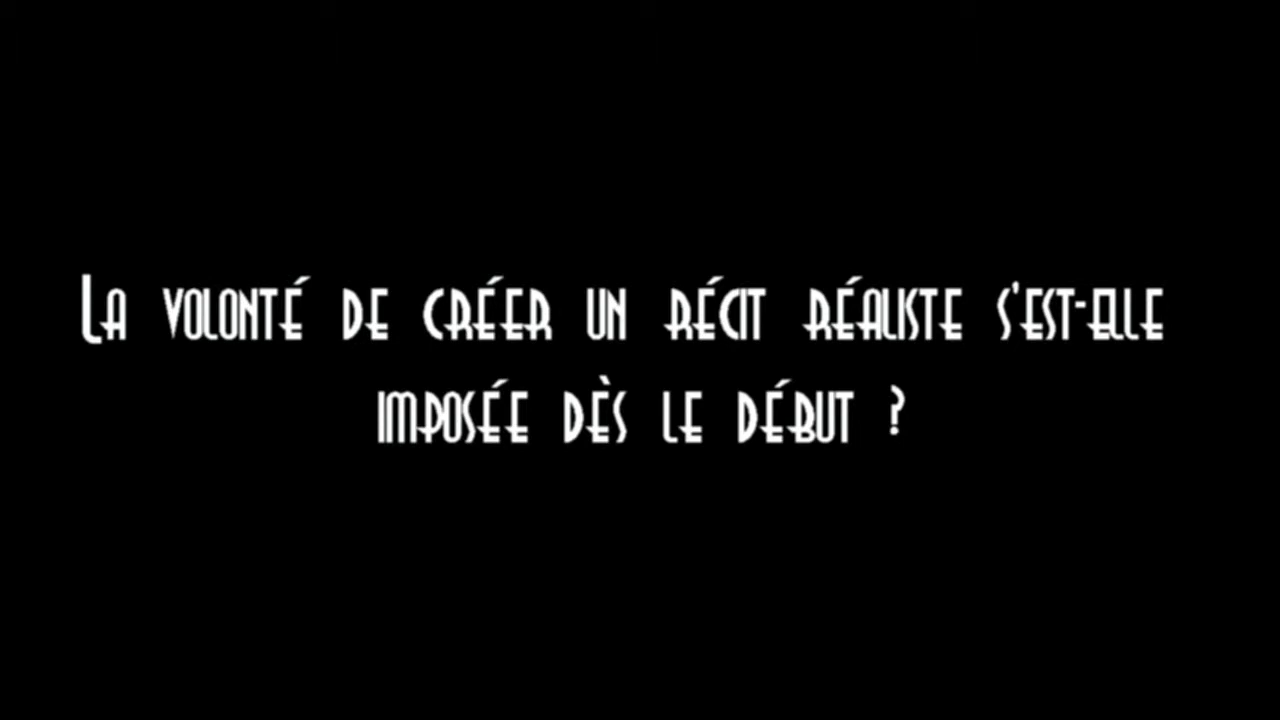 La volonté de créer un récit réaliste s'est-elle
imposée dès le début ?